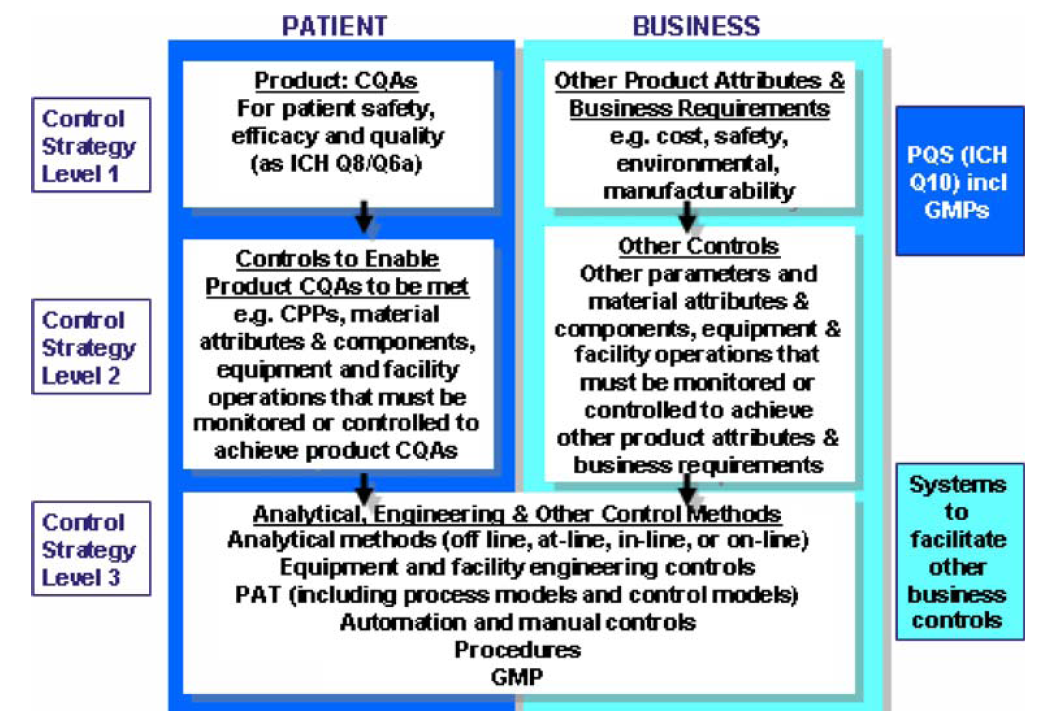 PATIENT
BUSINESS
Control
Strategy
Level 1
Product: CQAs
For patient safety,
efficacy and quality
(as ICH Q8/Q6a)
Other Product Attributes &
Business Requirements
e.g. cost, safety,
environmental,
manufacturability
PQS (ICH
Q10) incl
GMPs
Control
Strategy
Level 2
Controls to Enable
Product CQAs to be met
e.g. CPPs, material
attributes & components,
equipment and facility
operations that must be
monitored or controlled to
achieve product CQAs
Other Controls
Other parameters and
material attributes &
components, equipment &
facility operations that
must be monitored or
controlled to achieve
other product attributes &
business requirements
Control
Strategy
Level 3
Analytical, Engineering & Other Control Methods
Analytical methods (off line, at-line, in-line, or on-line)
Equipment and facility engineering controls
PAT (including process models and control models)
Automation and manual controls
Procedures
GMP
Systems
to
facilitate
other
business
controls